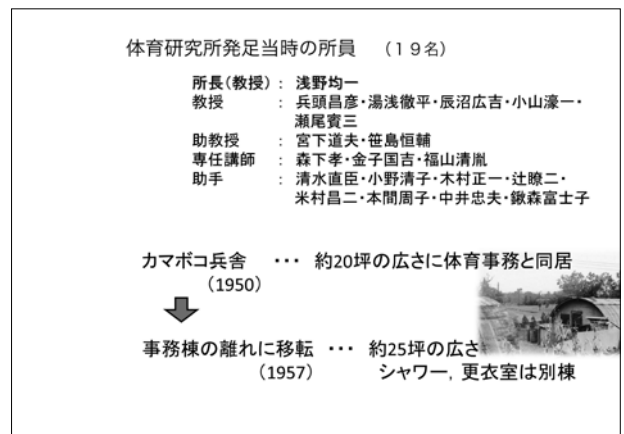 体育研究所発足当時の所員　（１９名）
所長（教授）： 浅野均一
教授　： 兵頭昌彦・湯浅徹平・辰沼広吉・小山濠一・
瀬尾賓三
助教授　： 宮下道夫・笹島恒輔
専任講師　： 森下孝・金子国吉・福山清胤
助手　： 清水直臣・小野清子・木村正一・辻暸二・
米村昌二・本間周子・中井忠夫・鍬森富士子
カマボコ兵舎　・・・　約20坪の広さに体育事務と同居
（1950）
事務棟の離れに移転　・・・　約25坪の広さ
（1957）　シャワー，更衣室は別棟